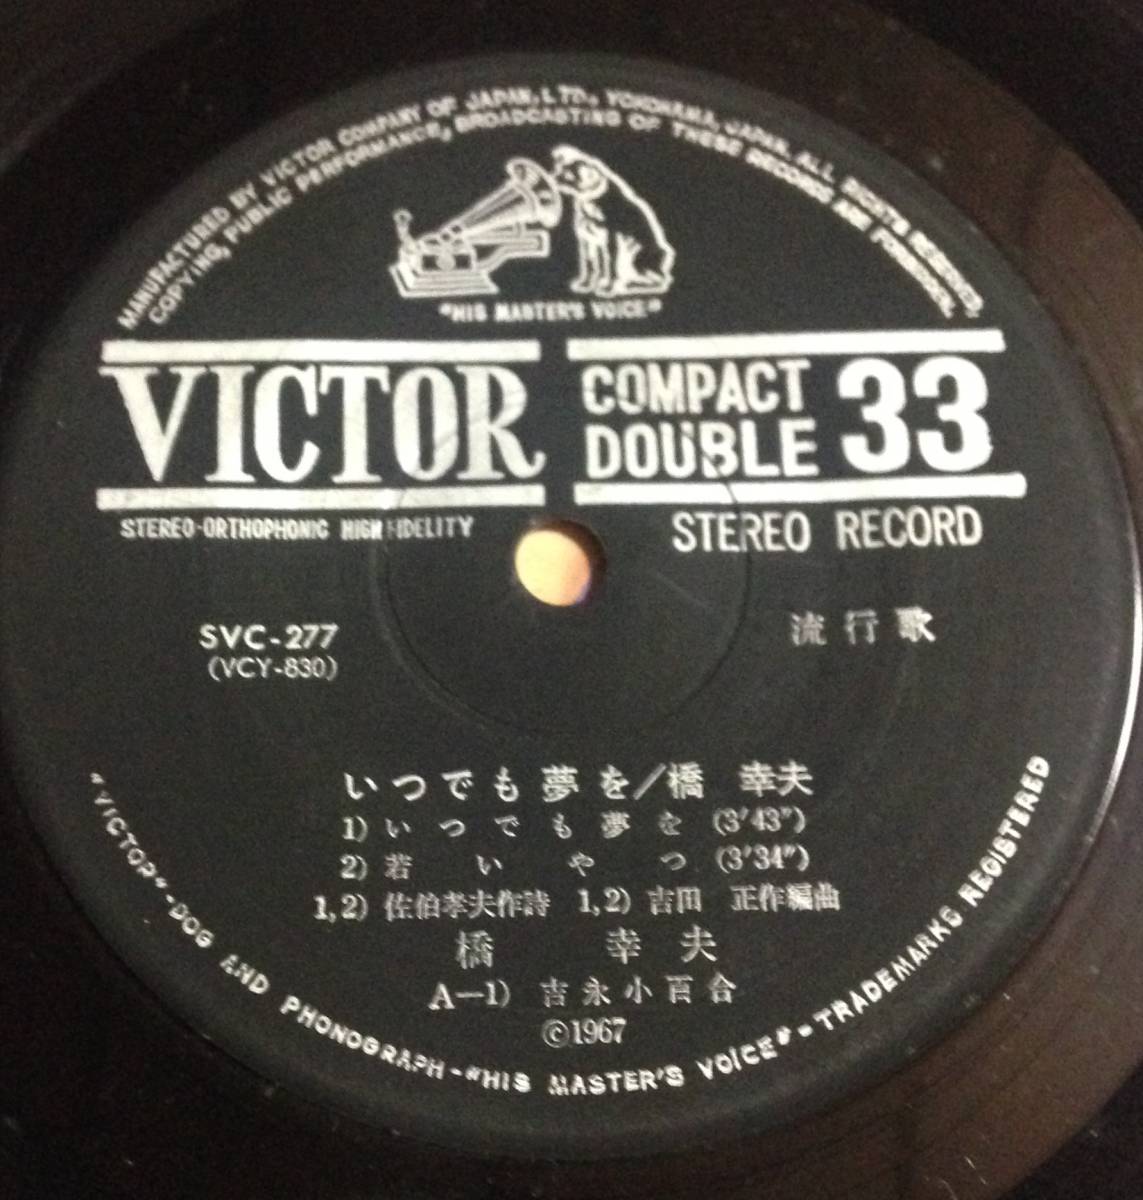 MANUFACTURED BY VICTOR COMPANY OF JAPAN, LTD., YOKOHAMA, JAPAN. ALL RIGHTS RESERVED.
COPYING, PUBLIC PERFORMANCE, BROADCASTING OF THESE RECORDS ARE FORBIDDEN.
"HIS MASTER'S VOICE"
VICTOR
COMPACT DOUBLE 33
STEREO-ORTHOPHONIC HIGH FIDELITY
STEREO RECORD
SVC-277
(VCY-830)
流行歌
いつでも夢を/橋 幸夫
1) いつでも夢を (3'43")
2) 若いやつ (3'34")
1,2) 佐伯孝夫作詩 1,2) 吉田 正作編曲
橋 幸夫
A-1) 吉永小百合
©1967
"VICTOR"-DOG AND PHONOGRAPH-"HIS MASTER'S VOICE"-TRADEMARKS REGISTERED